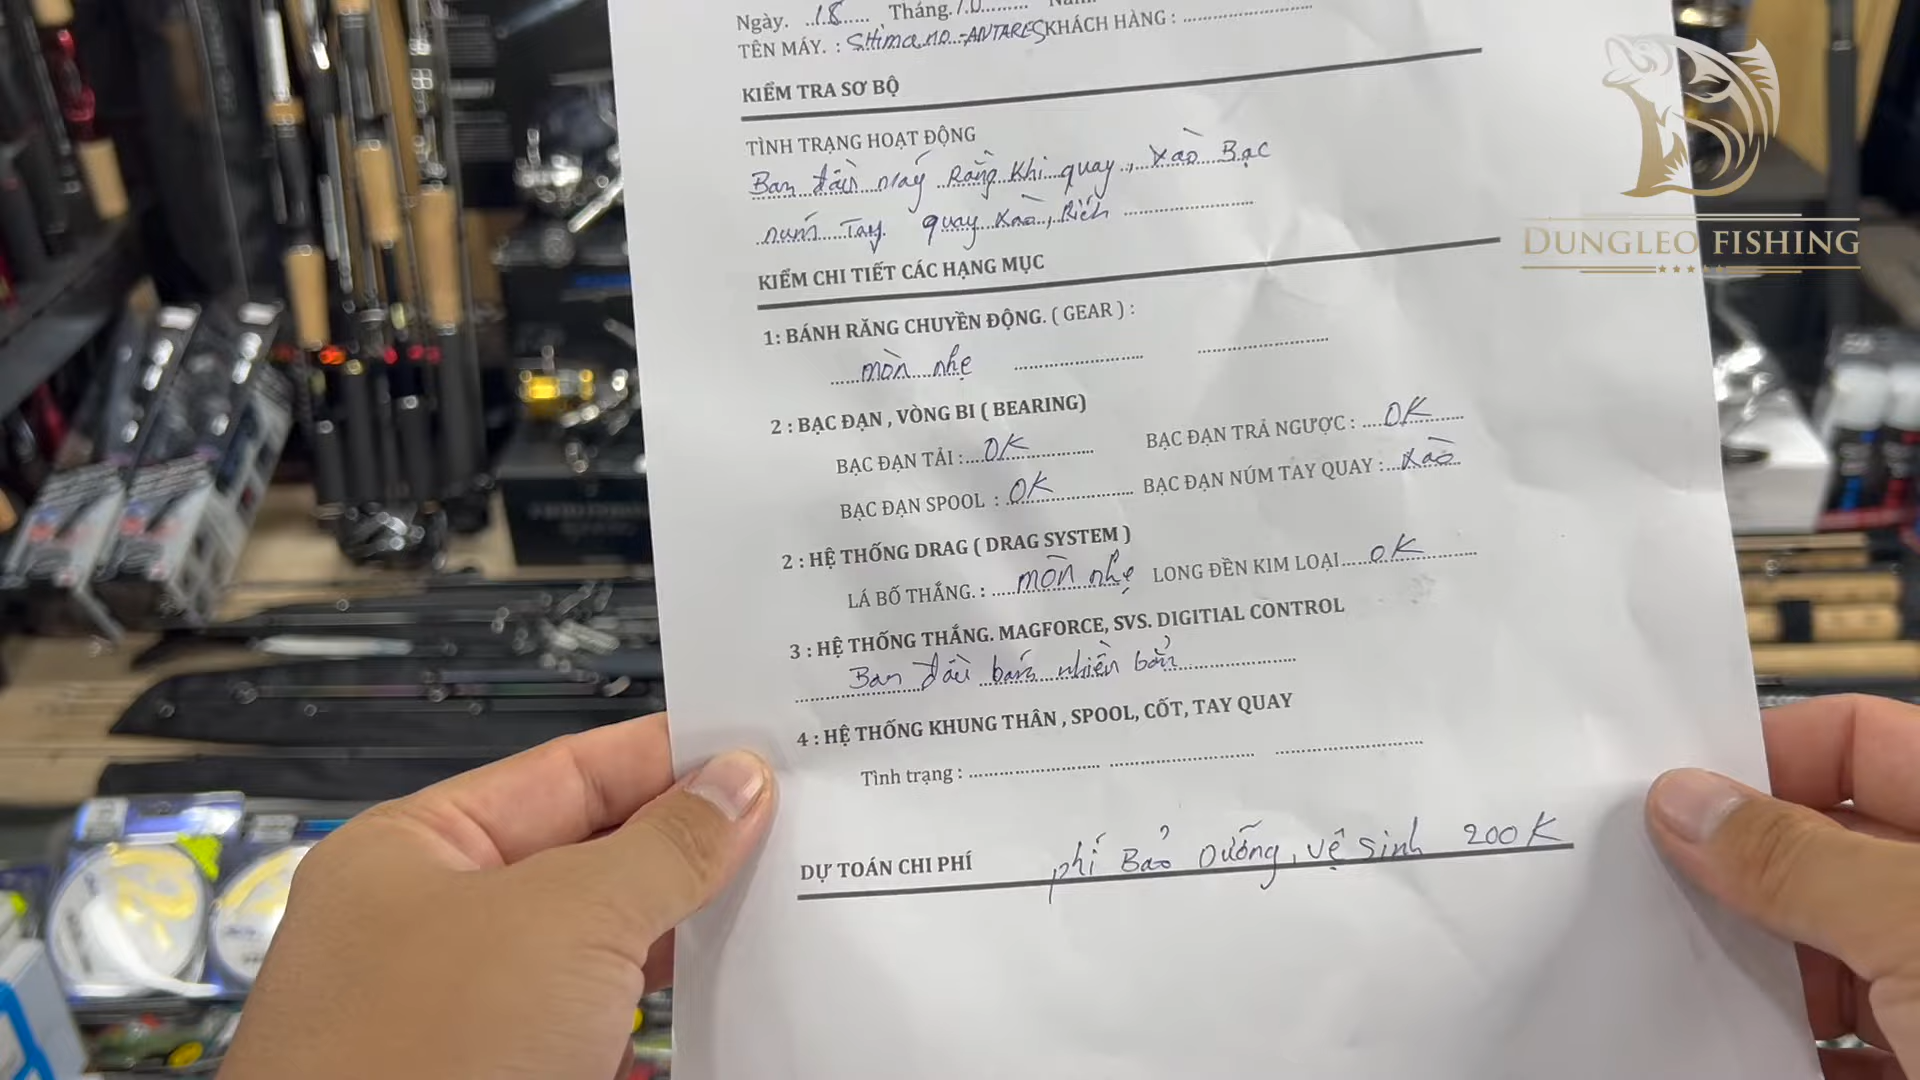 Ngày. 18 , Tháng. 10
TÊN MÁY. : SHimano - ANTARES KHÁCH HÀNG :
KIỂM TRA SƠ BỘ
TÌNH TRẠNG HOẠT ĐỘNG
Ban đầu máy Rằng Khi quay, xào Bạc
núm Tay quay xào, Rích
KIỂM CHI TIẾT CÁC HẠNG MỤC
1: BÁNH RĂNG CHUYỀN ĐỘNG. ( GEAR ) :
mòn nhẹ
2 : BẠC ĐẠN , VÒNG BI ( BEARING)
BẠC ĐẠN TẢI : OK BẠC ĐẠN TRẢ NGƯỢC : OK
BẠC ĐẠN SPOOL : OK BẠC ĐẠN NÚM TAY QUAY : xào
2 : HỆ THỐNG DRAG ( DRAG SYSTEM )
LÁ BỐ THẮNG. : mòn nhẹ LONG ĐỀN KIM LOẠI OK
3 : HỆ THỐNG THẮNG. MAGFORCE, SVS. DIGITIAL CONTROL
Ban đầu bám nhiền bẩn
4 : HỆ THỐNG KHUNG THÂN , SPOOL, CỐT, TAY QUAY
Tình trạng :
DỰ TOÁN CHI PHÍ phí Bảo Dưỡng, vệ sinh 200K
DUNGLEO FISHING